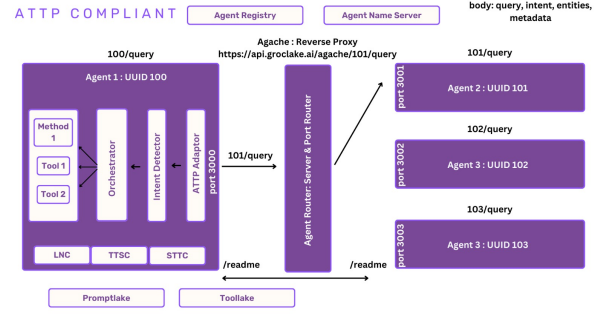 ATTP COMPLIANT
Agent Registry
Agent Name Server
body: query, intent, entities,
metadata
100/query
Agache : Reverse Proxy
https://api.groclake.ai/agache/101/query
101/query
Agent 1 : UUID 100
Method
1
Tool 1
Tool 2
Orchestrator
Intent Detector
ATTP Adaptor
port 3000
LNC
TTSC
STTC
101/query
Agent Router: Server & Port Router
port 3001
Agent 2 : UUID 101
102/query
port 3002
Agent 3 : UUID 102
103/query
port 3003
Agent 3 : UUID 103
/readme
/readme
Promptlake
Toollake